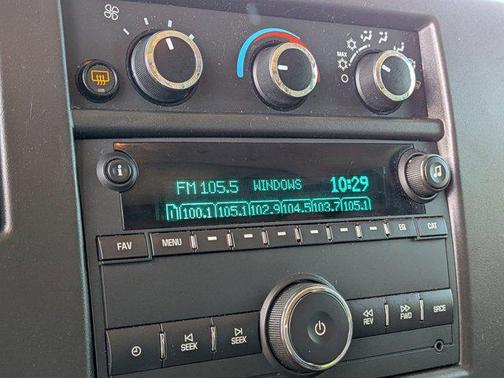 MAX
FM 105.5 WINDOWS 10:29
100.1 105.1 102.9 104.5 103.7 105.1
FAV MENU EQ CAT
SEEK SEEK REV FWD SRCE